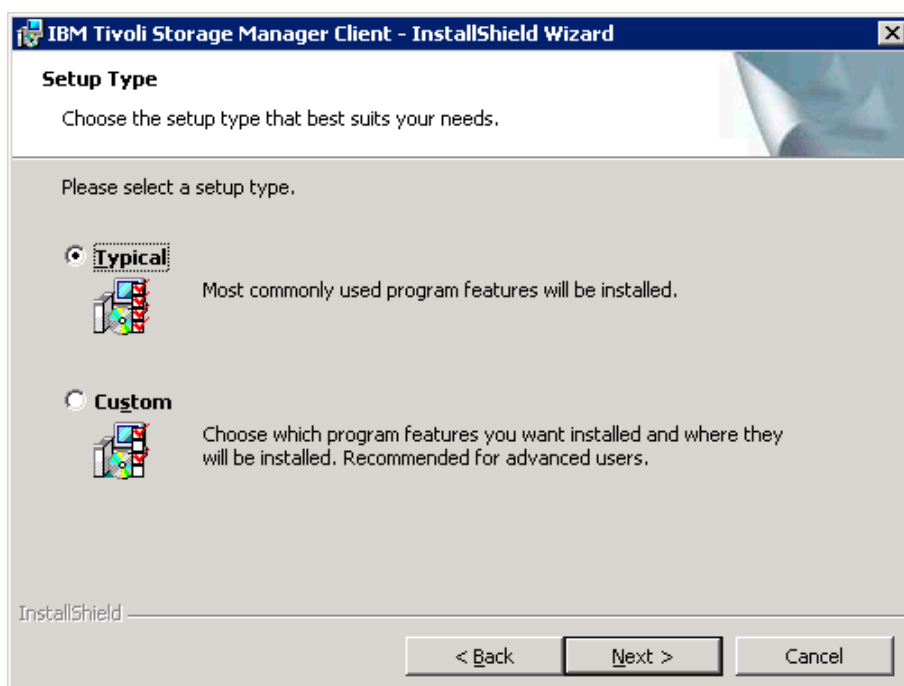 IBM Tivoli Storage Manager Client - InstallShield Wizard
Setup Type
Choose the setup type that best suits your needs.
Please select a setup type.
Typical
Most commonly used program features will be installed.
Custom
Choose which program features you want installed and where they
will be installed. Recommended for advanced users.
InstallShield
< Back
Next >
Cancel